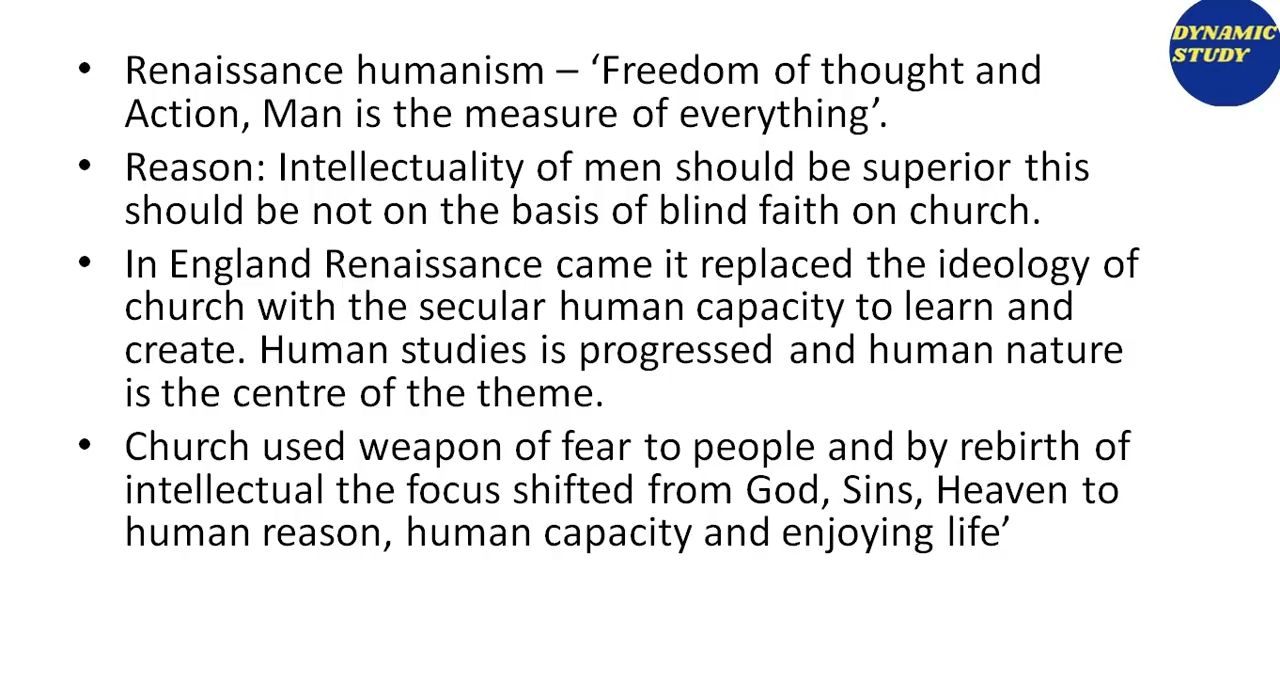 DYNAMIC
STUDY
• Renaissance humanism – ‘Freedom of thought and
Action, Man is the measure of everything’.
• Reason: Intellectuality of men should be superior this
should be not on the basis of blind faith on church.
• In England Renaissance came it replaced the ideology of
church with the secular human capacity to learn and
create. Human studies is progressed and human nature
is the centre of the theme.
• Church used weapon of fear to people and by rebirth of
intellectual the focus shifted from God, Sins, Heaven to
human reason, human capacity and enjoying life’